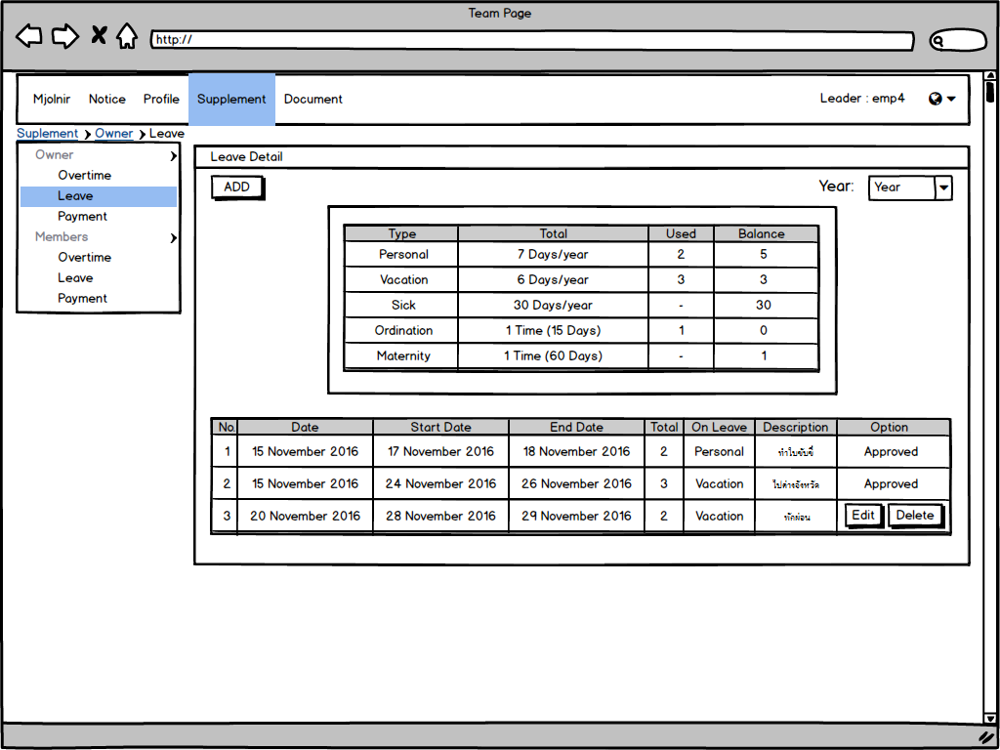 Team Page
http://
Mjolnir Notice Profile Supplement Document Leader : emp4
Suplement Owner Leave
Owner
Overtime
Leave
Payment
Members
Overtime
Leave
Payment
Leave Detail
ADD Year: Year
Type Total Used Balance
Personal 7 Days/year 2 5
Vacation 6 Days/year 3 3
Sick 30 Days/year - 30
Ordination 1 Time (15 Days) 1 0
Maternity 1 Time (60 Days) - 1
No. Date Start Date End Date Total On Leave Description Option
1 15 November 2016 17 November 2016 18 November 2016 2 Personal ทำใบขับขี่ Approved
2 15 November 2016 24 November 2016 26 November 2016 3 Vacation ไปต่างจังหวัด Approved
3 20 November 2016 28 November 2016 29 November 2016 2 Vacation พักผ่อน Edit Delete